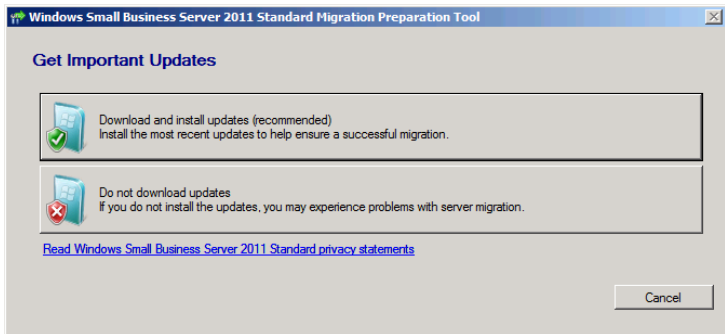 Windows Small Business Server 2011 Standard Migration Preparation Tool
Get Important Updates
Download and install updates (recommended)
Install the most recent updates to help ensure a successful migration.
Do not download updates
If you do not install the updates, you may experience problems with server migration.
Read Windows Small Business Server 2011 Standard privacy statements
Cancel